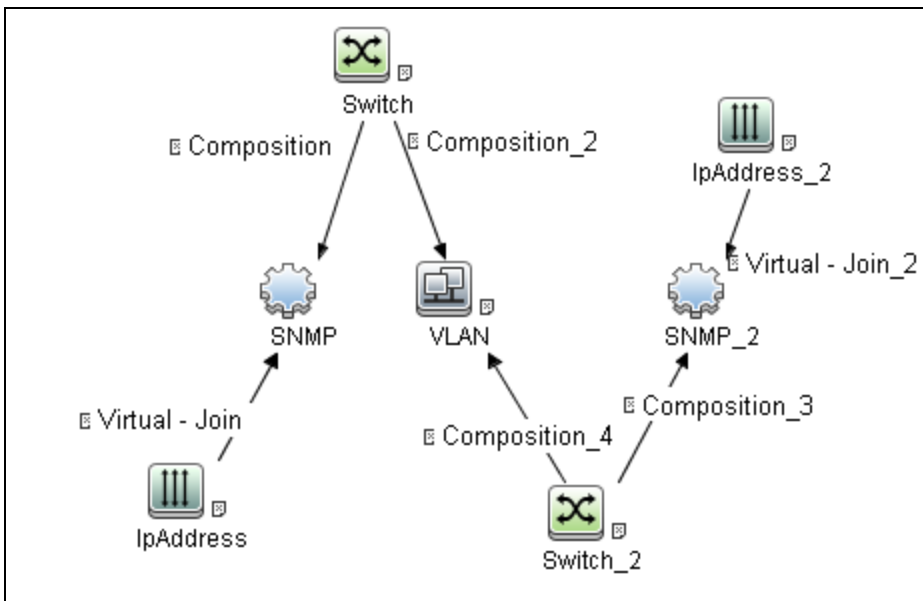 Switch
Composition
Composition_2
IpAddress_2
Virtual - Join_2
SNMP
VLAN
SNMP_2
Virtual - Join
Composition_4
Composition_3
IpAddress
Switch_2